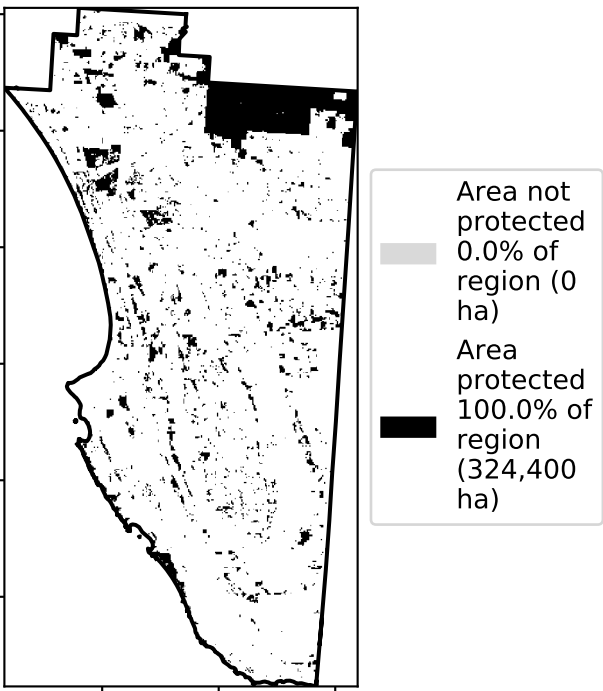 Area not
protected
0.0% of
region (0
ha)
Area
protected
100.0% of
region
(324,400
ha)